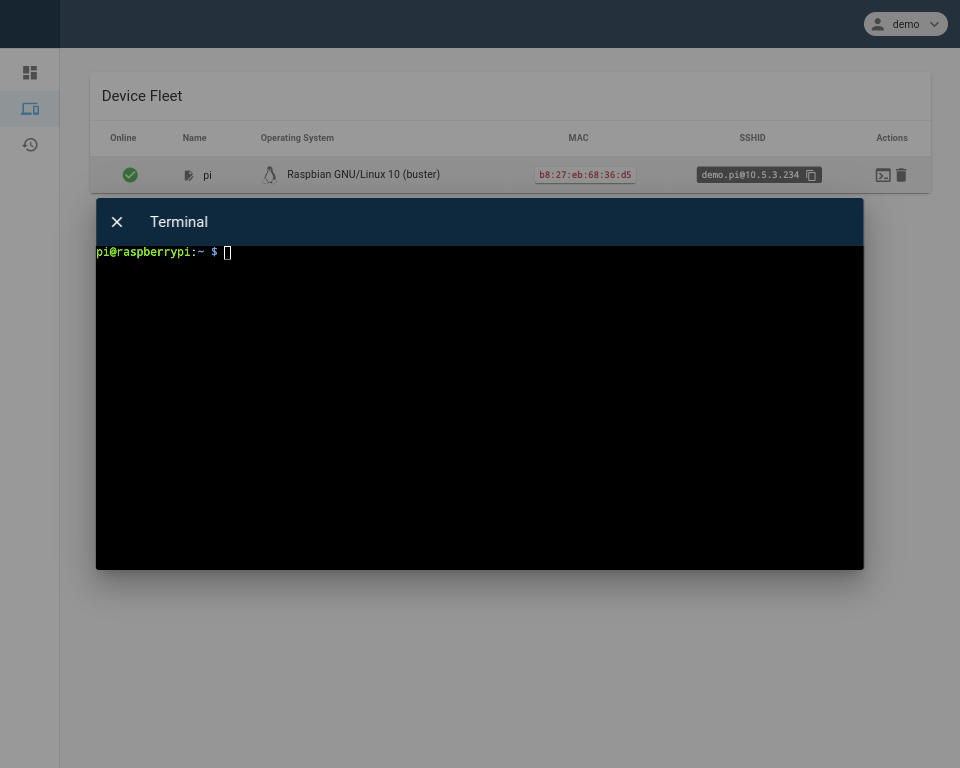 demo
Device Fleet
Online Name Operating System MAC SSHID Actions
pi Raspbian GNU/Linux 10 (buster) b8:27:eb:68:36:d5 demo.pi@10.5.3.234
Terminal
pi@raspberrypi:~ $